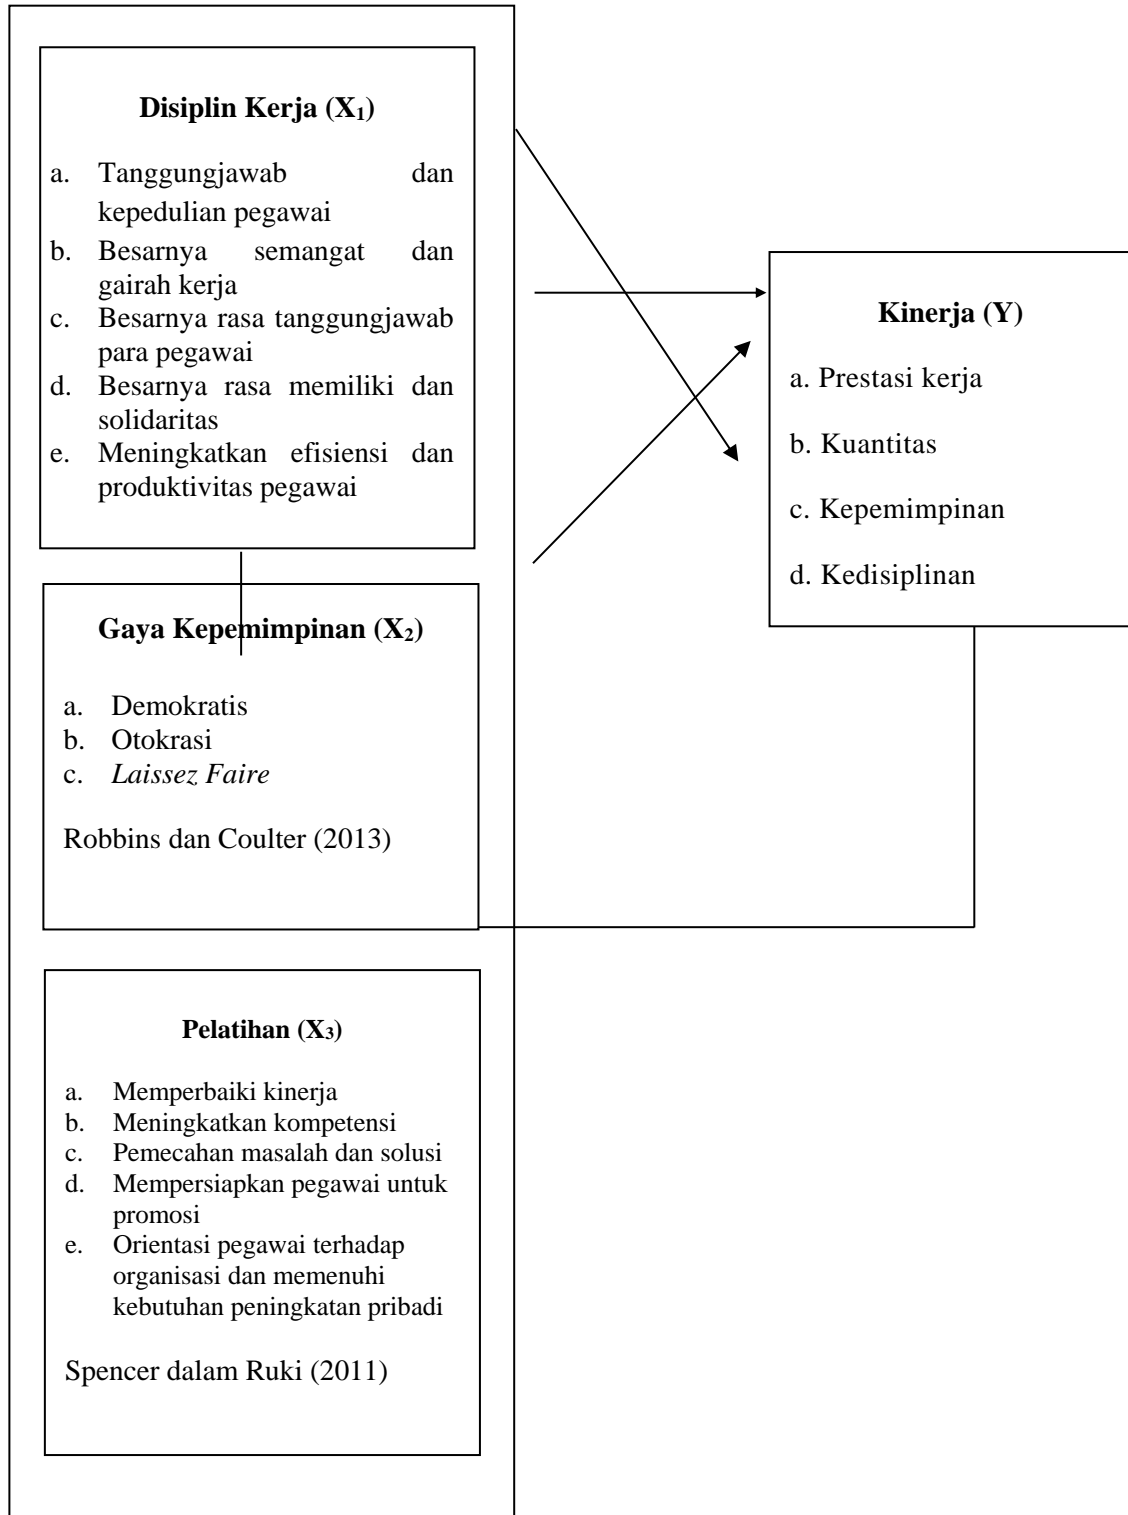 Disiplin Kerja (X1)
a. Tanggungjawab dan
kepedulian pegawai
b. Besarnya semangat dan
gairah kerja
c. Besarnya rasa tanggungjawab
para pegawai
d. Besarnya rasa memiliki dan
solidaritas
e. Meningkatkan efisiensi dan
produktivitas pegawai
Gaya Kepemimpinan (X2)
a. Demokratis
b. Otokrasi
c. Laissez Faire
Robbins dan Coulter (2013)
Pelatihan (X3)
a. Memperbaiki kinerja
b. Meningkatkan kompetensi
c. Pemecahan masalah dan solusi
d. Mempersiapkan pegawai untuk
promosi
e. Orientasi pegawai terhadap
organisasi dan memenuhi
kebutuhan peningkatan pribadi
Spencer dalam Ruki (2011)
Kinerja (Y)
a. Prestasi kerja
b. Kuantitas
c. Kepemimpinan
d. Kedisiplinan